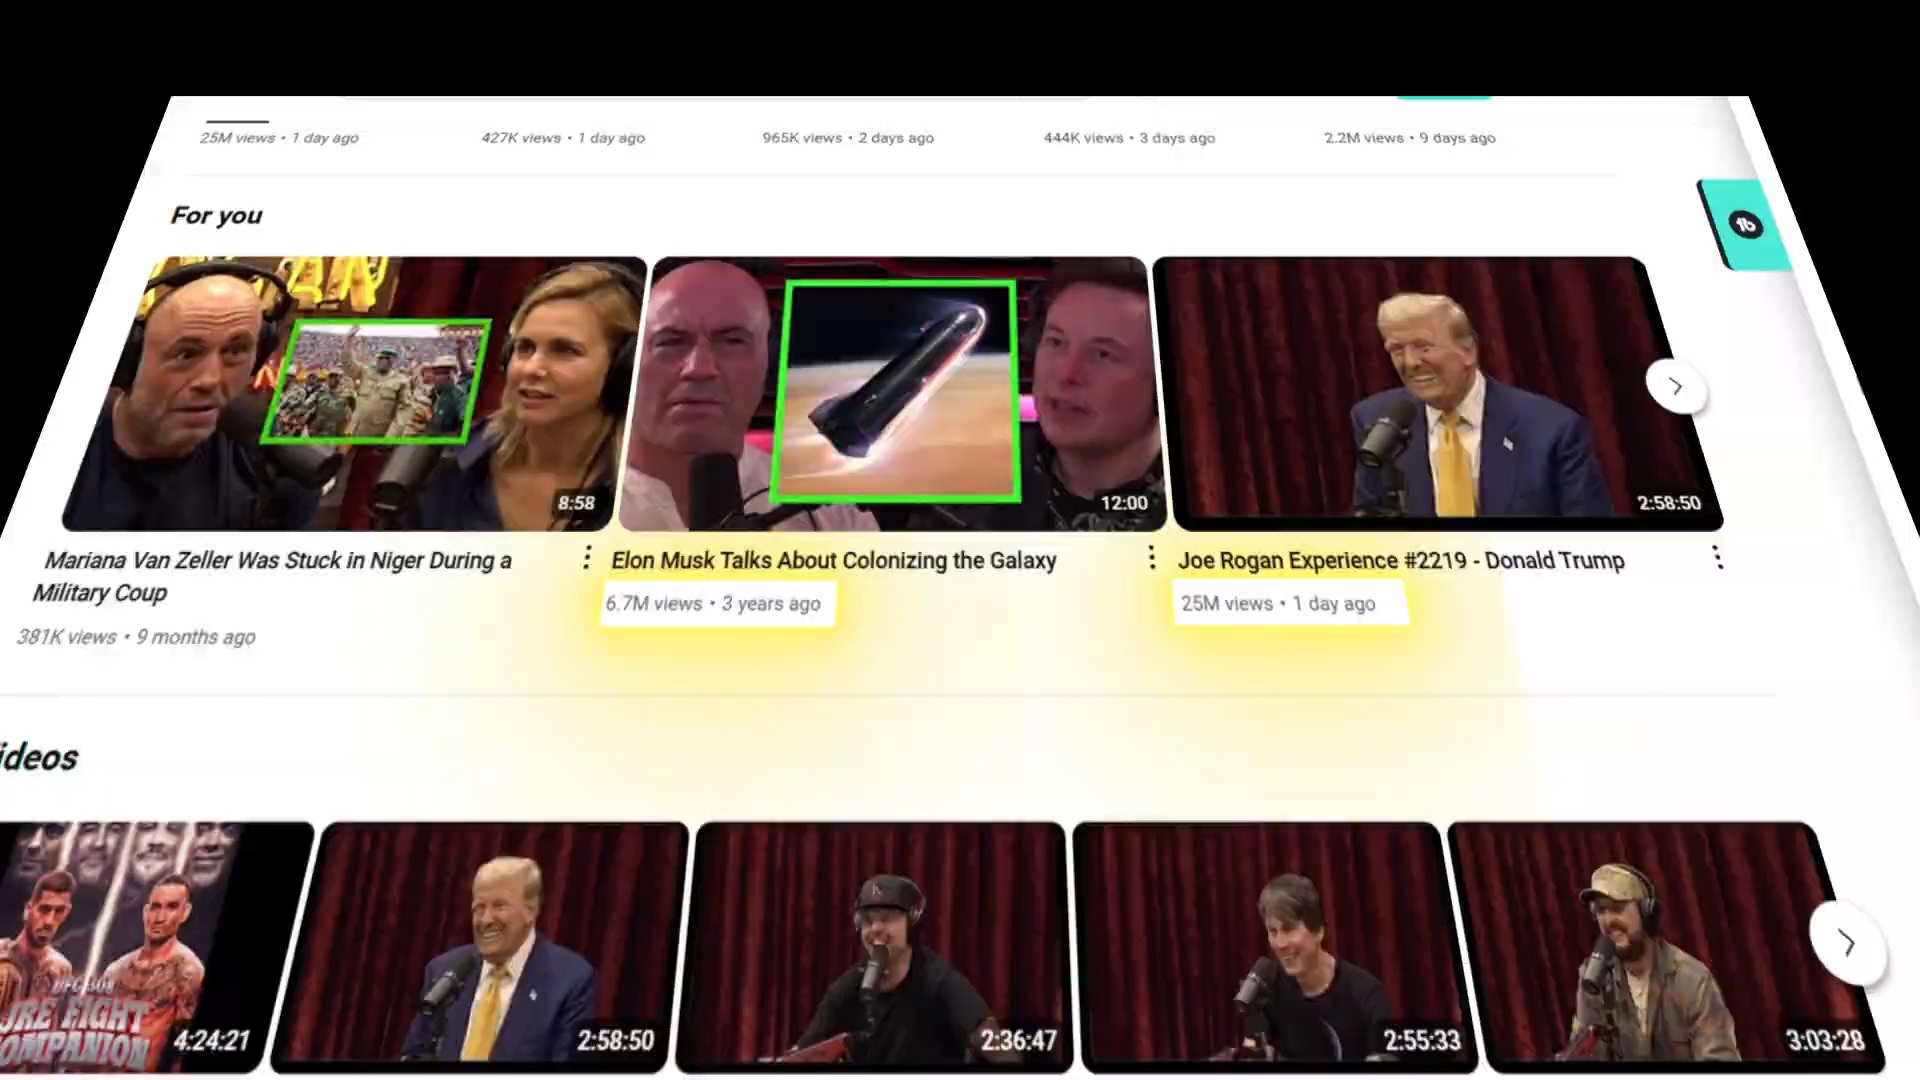 25M views • 1 day ago
427K views • 1 day ago
965K views • 2 days ago
444K views • 3 days ago
2.2M views • 9 days ago
For you
8:58
12:00
2:58:50
Mariana Van Zeller Was Stuck in Niger During a
Military Coup
381K views • 9 months ago
Elon Musk Talks About Colonizing the Galaxy
6.7M views • 3 years ago
Joe Rogan Experience #2219 - Donald Trump
25M views • 1 day ago
ideos
JRE FIGHT
COMPANION
4:24:21
2:58:50
2:36:47
2:55:33
3:03:28